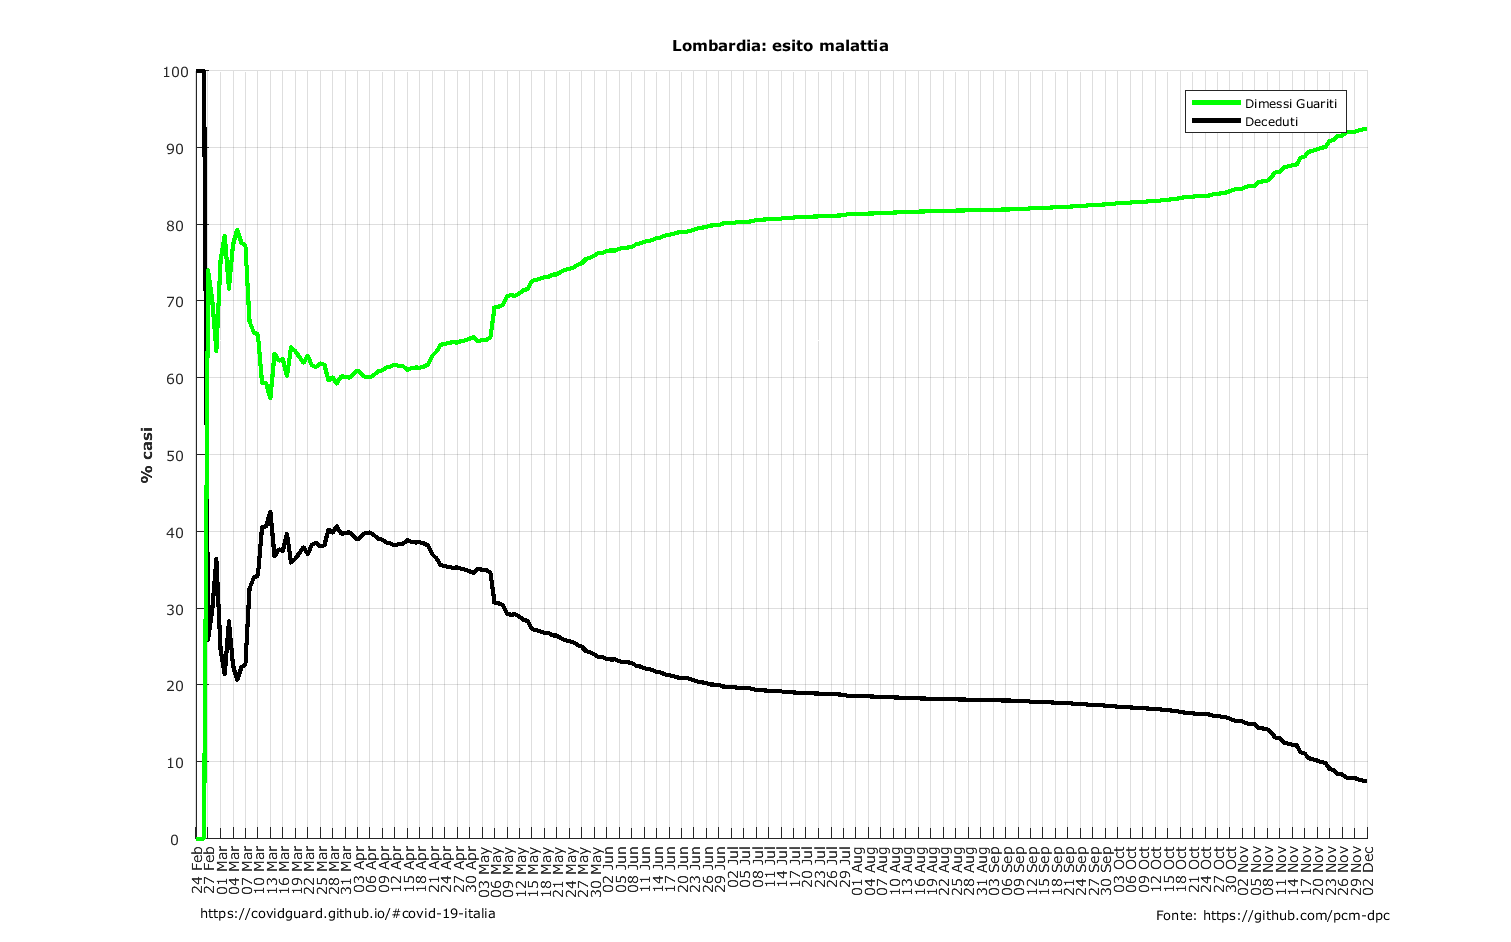 Lombardia: esito malattia
100
90
80
70
60
50
40
30
20
10
0
% casi
Dimessi Guariti
Deceduti
24 Feb
27 Feb
01 Mar
04 Mar
07 Mar
10 Mar
13 Mar
16 Mar
19 Mar
22 Mar
25 Mar
28 Mar
31 Mar
03 Apr
06 Apr
09 Apr
12 Apr
15 Apr
18 Apr
21 Apr
24 Apr
27 Apr
30 Apr
03 May
06 May
09 May
12 May
15 May
18 May
21 May
24 May
27 May
30 May
02 Jun
05 Jun
08 Jun
11 Jun
14 Jun
17 Jun
20 Jun
23 Jun
26 Jun
29 Jun
02 Jul
05 Jul
08 Jul
11 Jul
14 Jul
17 Jul
20 Jul
23 Jul
26 Jul
29 Jul
01 Aug
04 Aug
07 Aug
10 Aug
13 Aug
16 Aug
19 Aug
22 Aug
25 Aug
28 Aug
31 Aug
03 Sep
06 Sep
09 Sep
12 Sep
15 Sep
18 Sep
21 Sep
24 Sep
27 Sep
30 Sep
03 Oct
06 Oct
09 Oct
12 Oct
15 Oct
18 Oct
21 Oct
24 Oct
27 Oct
30 Oct
02 Nov
05 Nov
08 Nov
11 Nov
14 Nov
17 Nov
20 Nov
23 Nov
26 Nov
29 Nov
02 Dec
https://covidguard.github.io/#covid-19-italia
Fonte: https://github.com/pcm-dpc